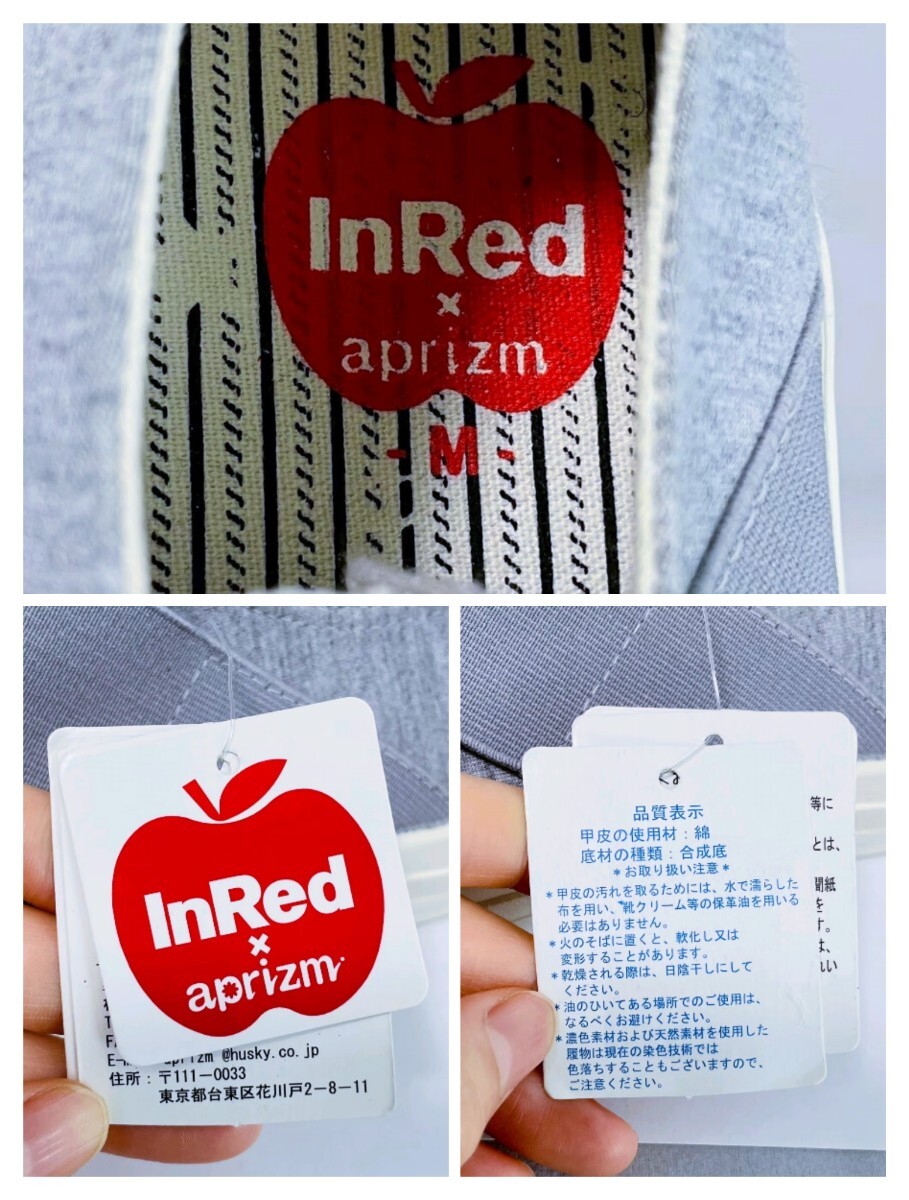 InRed
×
aprizm
- M -
InRed
×
aprizm
aprizm @husky.co.jp
住所：〒111－0033
東京都台東区花川戸2－8－11
品質表示
甲皮の使用材：綿
底材の種類：合成底
＊お取り扱い注意＊
＊甲皮の汚れを取るためには、水で濡らした
布を用い、靴クリーム等の保革油を用いる
必要はありません。
＊火のそばに置くと、軟化し又は
変形することがあります。
＊乾燥される際は、日陰干しにして
ください。
＊油のひいてある場所でのご使用は、
なるべくお避けください。
＊濃色素材および天然素材を使用した
履物は現在の染色技術では
色落ちすることもございますので、
ご注意ください。
等に
とは、
聞紙
を
す。
は、